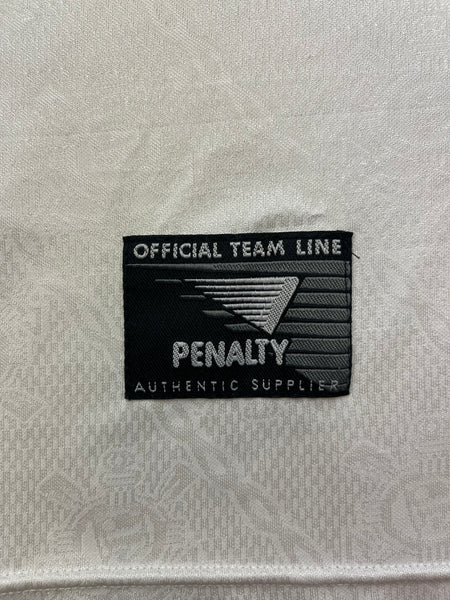 OFFICIAL TEAM LINE
PENALTY
AUTHENTIC SUPPLIER